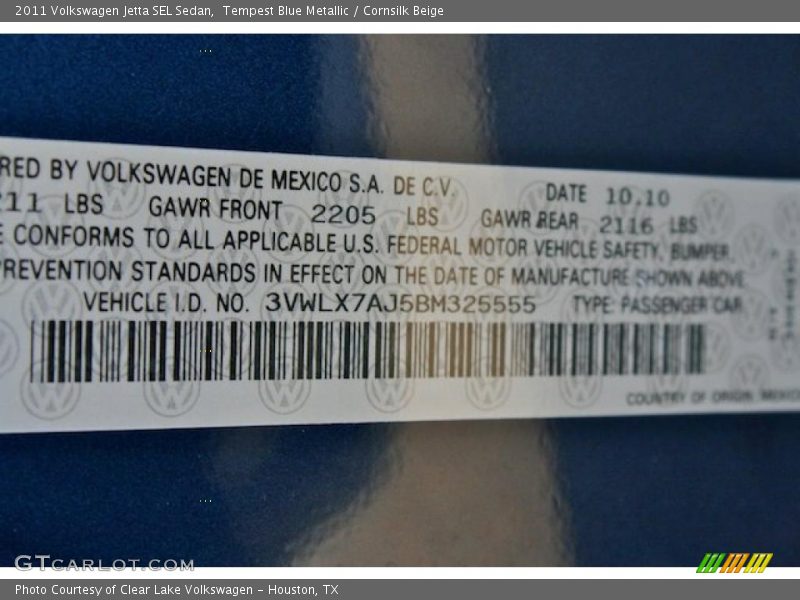 2011 Volkswagen Jetta SEL Sedan, Tempest Blue Metallic / Cornsilk Beige
RED BY VOLKSWAGEN DE MEXICO S.A. DE C.V. DATE 10.10
211 LBS GAWR FRONT 2205 LBS GAWR REAR 2116 LBS
E CONFORMS TO ALL APPLICABLE U.S. FEDERAL MOTOR VEHICLE SAFETY, BUMPER
PREVENTION STANDARDS IN EFFECT ON THE DATE OF MANUFACTURE SHOWN ABOVE
VEHICLE I.D. NO. 3VWLX7AJ5BM325555 TYPE: PASSENGER CAR
COUNTRY OF ORIGIN MEXICO
GTcarlot.com
Photo Courtesy of Clear Lake Volkswagen – Houston, TX